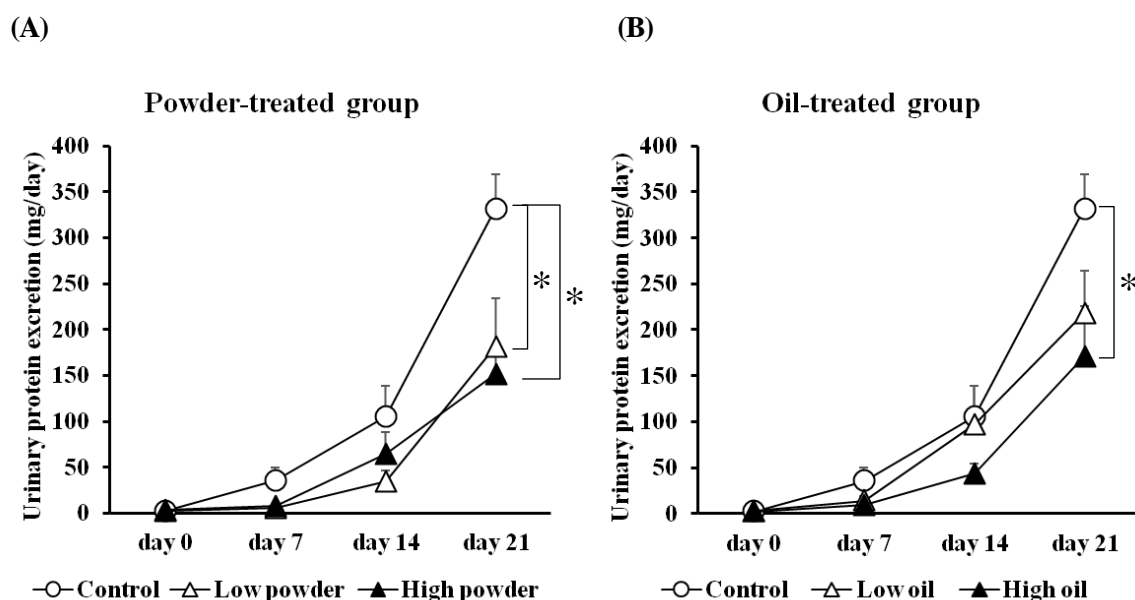 (A)
Powder-treated group
Urinary protein excretion (mg/day)
400
350
300
250
200
150
100
50
0
*
*
day 0 day 7 day 14 day 21
Control Low powder High powder
(B)
Oil-treated group
Urinary protein excretion (mg/day)
400
350
300
250
200
150
100
50
0
*
day 0 day 7 day 14 day 21
Control Low oil High oil